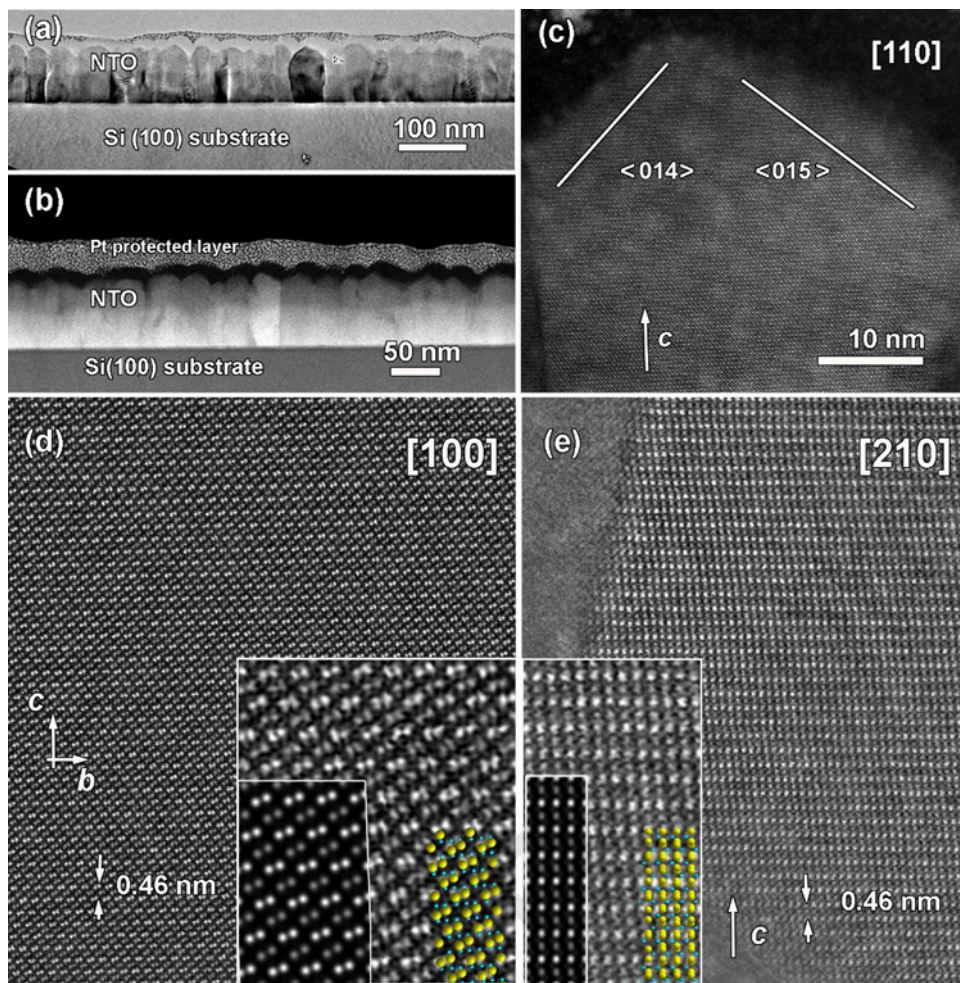 (a)
NTO
Si (100) substrate
100 nm
(b)
Pt protected layer
NTO
Si(100) substrate
50 nm
(c)
[110]
<014>
<015>
c
10 nm
(d)
[100]
c
b
0.46 nm
(e)
[210]
c
0.46 nm